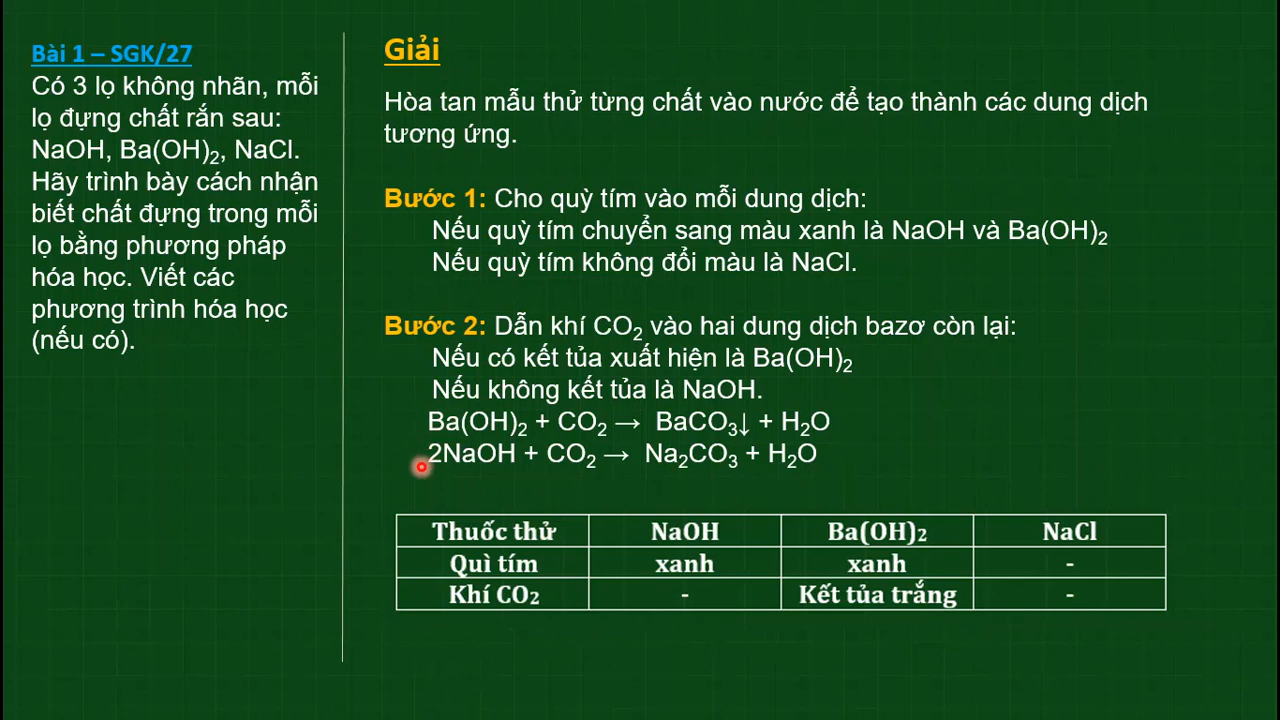 Bài 1 – SGK/27
Có 3 lọ không nhãn, mỗi
lọ đựng chất rắn sau:
NaOH, Ba(OH)₂, NaCl.
Hãy trình bày cách nhận
biết chất đựng trong mỗi
lọ bằng phương pháp
hóa học. Viết các
phương trình hóa học
(nếu có).
Giải
Hòa tan mẫu thử từng chất vào nước để tạo thành các dung dịch
tương ứng.
Bước 1: Cho quỳ tím vào mỗi dung dịch:
Nếu quỳ tím chuyển sang màu xanh là NaOH và Ba(OH)₂
Nếu quỳ tím không đổi màu là NaCl.
Bước 2: Dẫn khí CO₂ vào hai dung dịch bazơ còn lại:
Nếu có kết tủa xuất hiện là Ba(OH)₂
Nếu không kết tủa là NaOH.
Ba(OH)₂ + CO₂ → BaCO₃↓ + H₂O
2NaOH + CO₂ → Na₂CO₃ + H₂O
Thuốc thử NaOH Ba(OH)₂ NaCl
Quì tím xanh xanh -
Khí CO₂ - Kết tủa trắng -